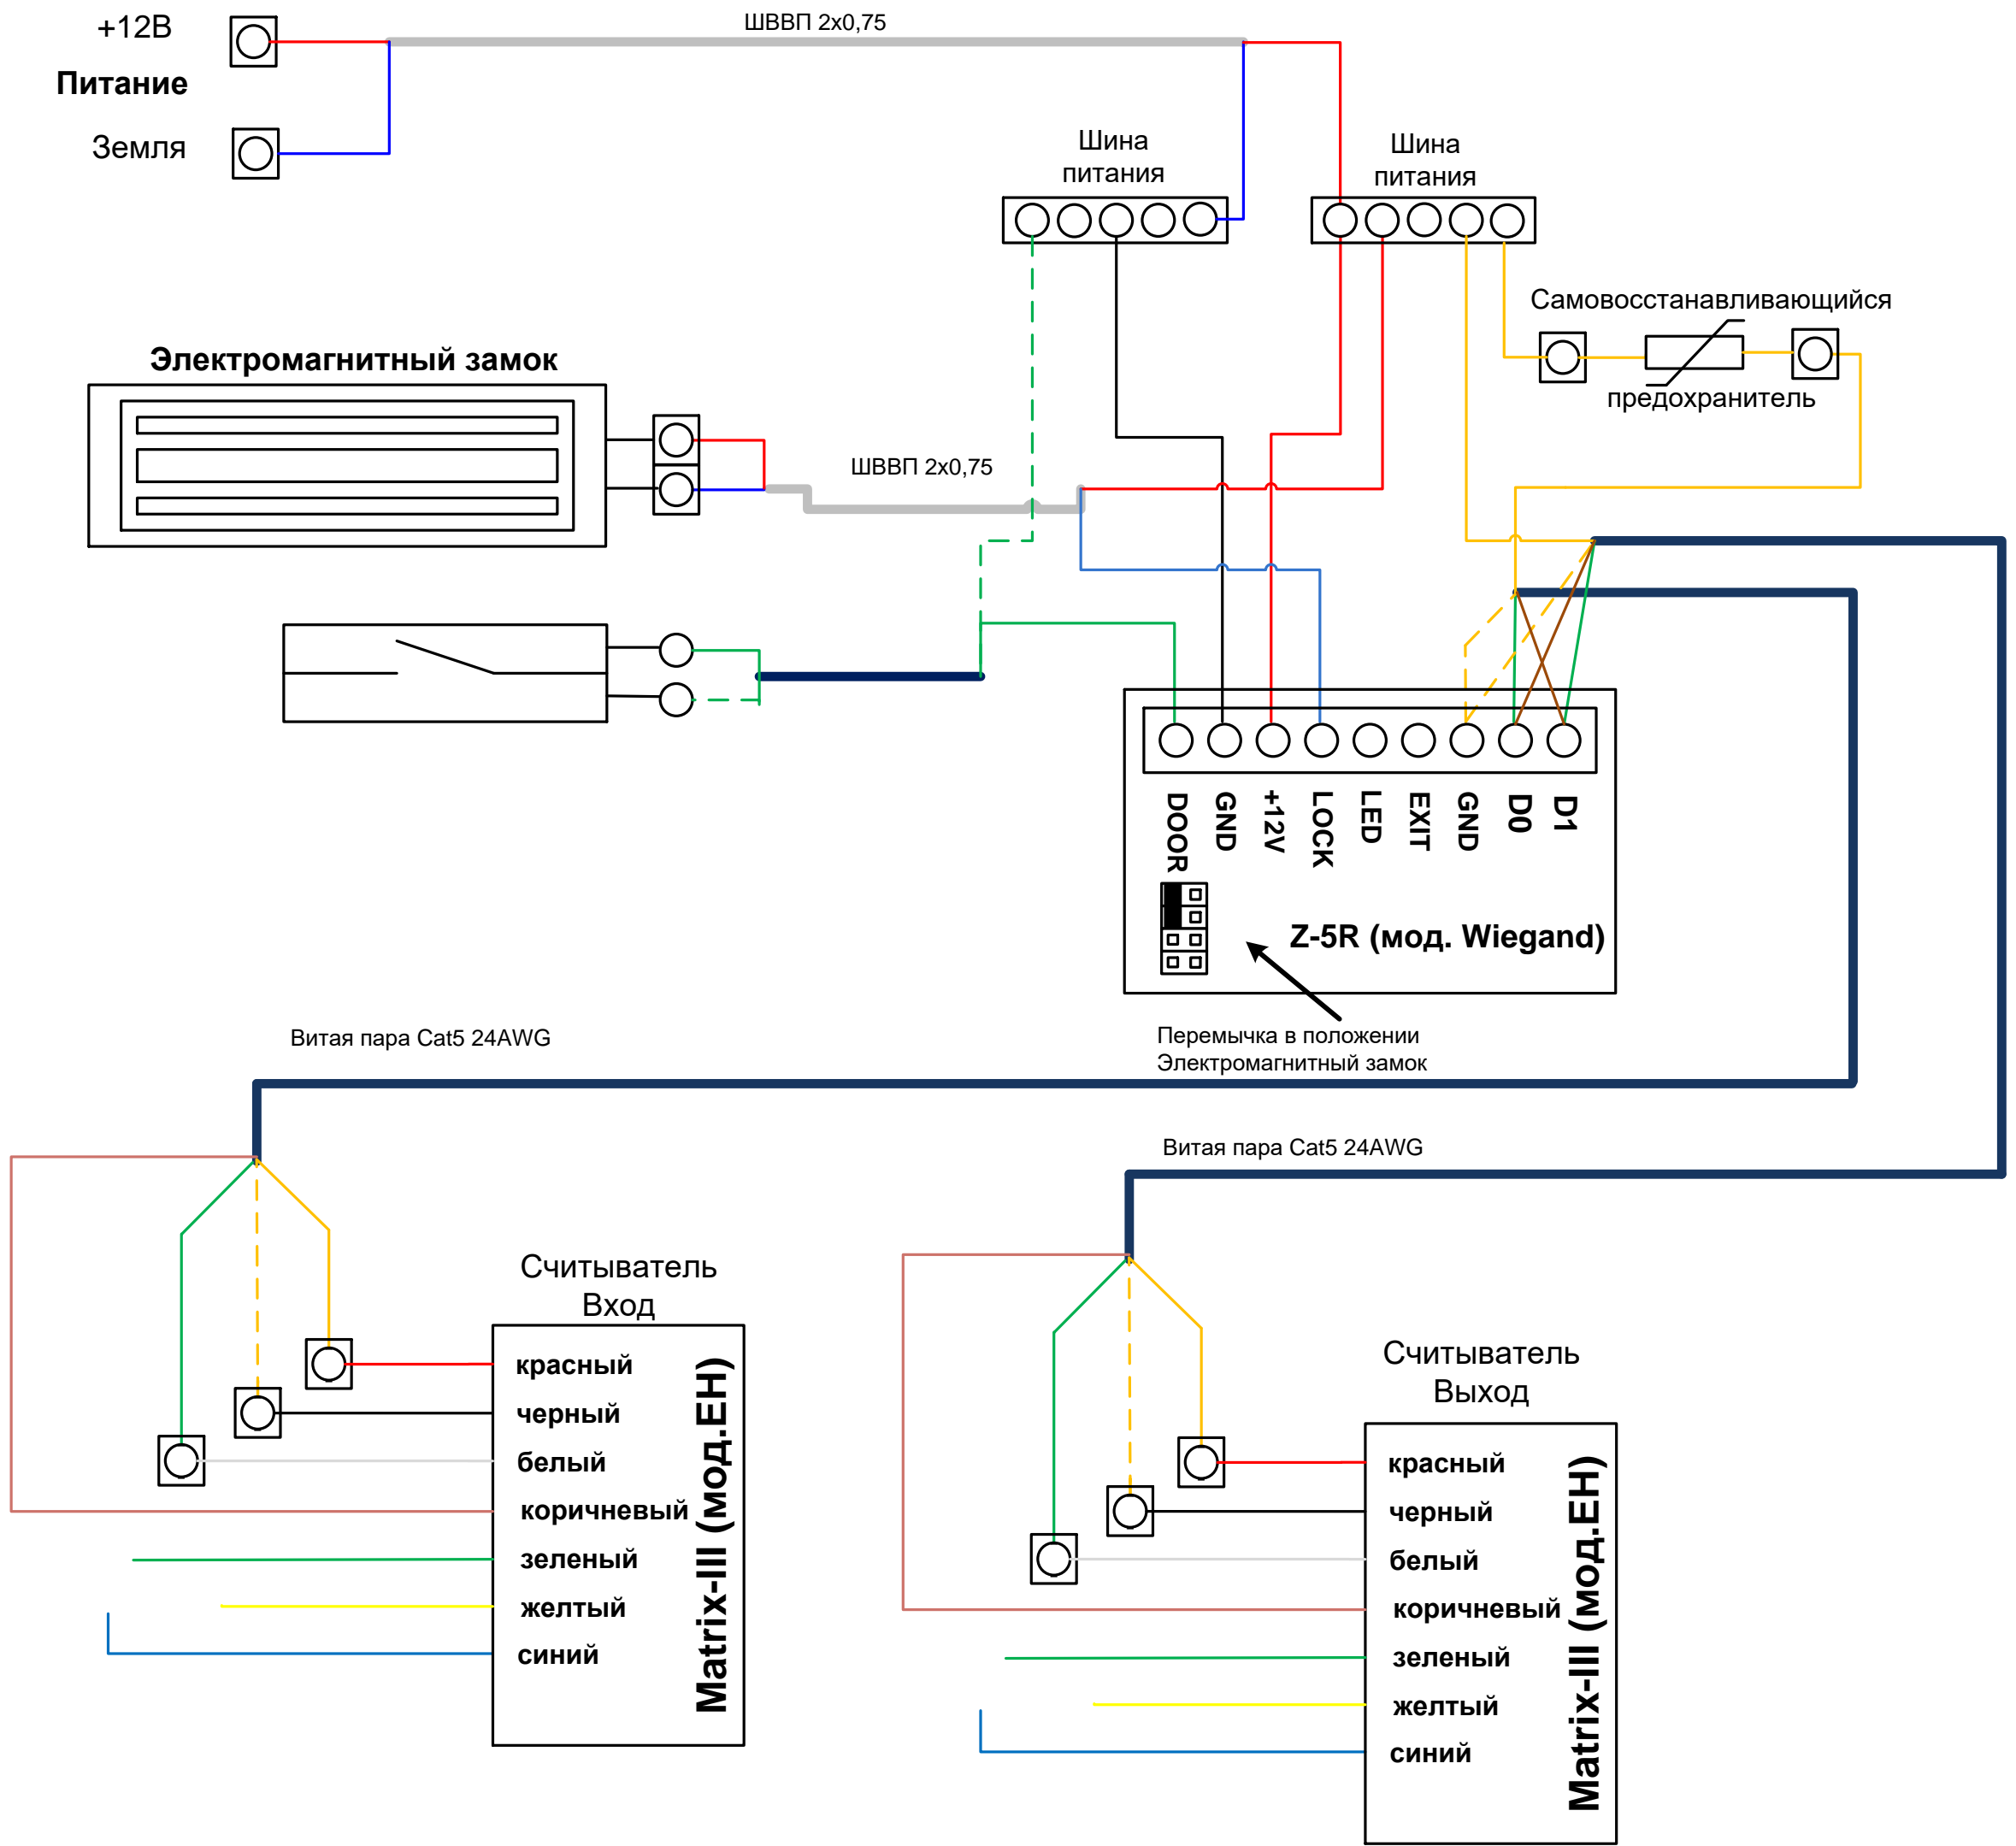 +12В
Питание
Земля
ШВВП 2x0,75
Шина
питания
Шина
питания
Самовосстанавливающийся
предохранитель
Электромагнитный замок
ШВВП 2x0,75
DOOR
GND
+12V
LOCK
LED
EXIT
GND
D0
D1
Z-5R (мод. Wiegand)
Перемычка в положении
Электромагнитный замок
Витая пара Cat5 24AWG
Витая пара Cat5 24AWG
Считыватель
Вход
красный
черный
белый
коричневый
зеленый
желтый
синий
Matrix-III (мод.EH)
Считыватель
Выход
красный
черный
белый
коричневый
зеленый
желтый
синий
Matrix-III (мод.EH)